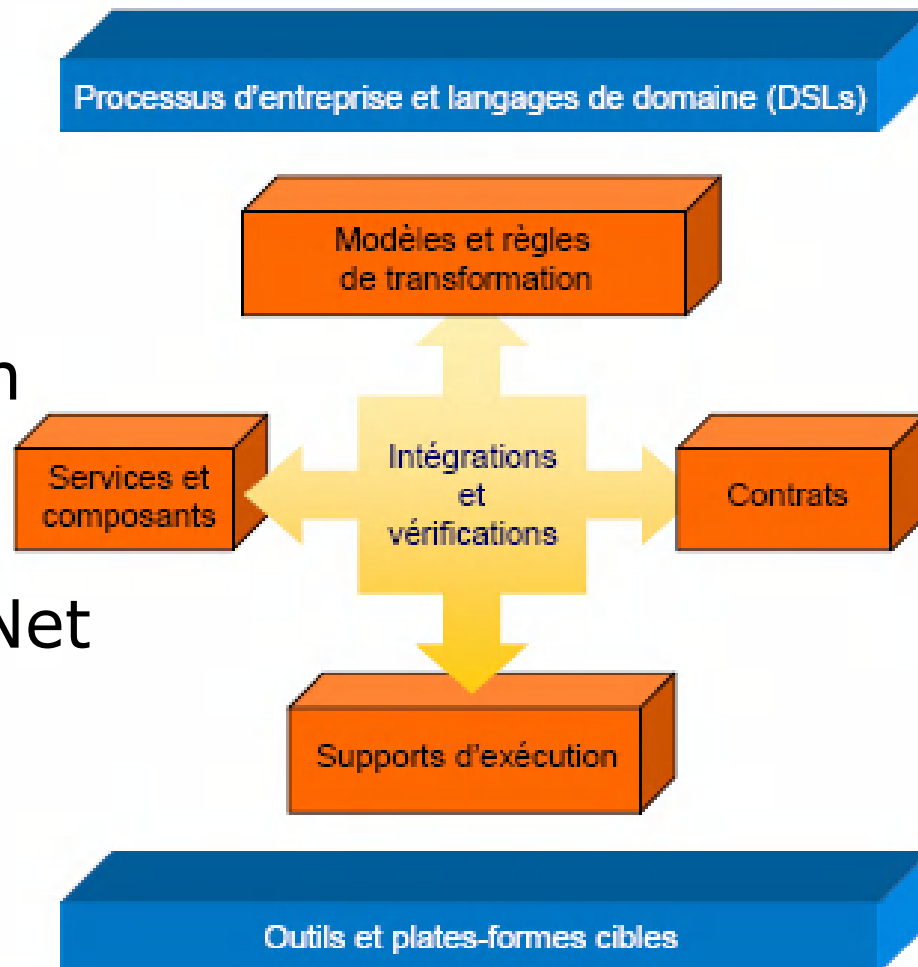 Processus d'entreprise et langages de domaine (DSLs)
Modèles et règles
de transformation
n
Services et
composants
Intégrations
et
vérifications
Contrats
Net
Supports d'exécution
Outils et plates-formes cibles